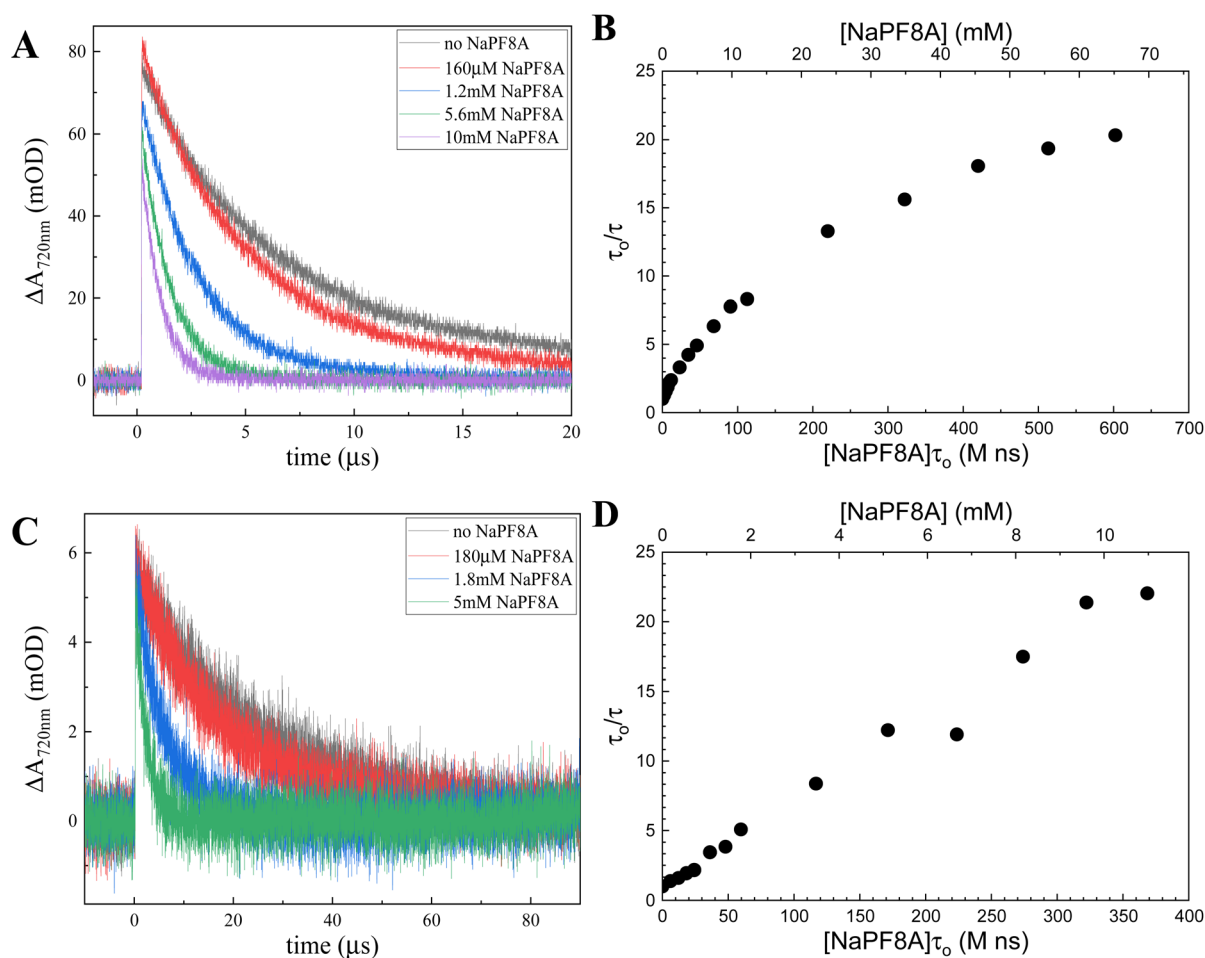 A
no NaPF8A
160μM NaPF8A
1.2mM NaPF8A
5.6mM NaPF8A
10mM NaPF8A
80
60
40
20
0
ΔA720nm (mOD)
0 5 10 15 20
time (μs)
B
[NaPF8A] (mM)
0 10 20 30 40 50 60 70
25
20
15
10
5
0
τo/τ
0 100 200 300 400 500 600 700
[NaPF8A]τo (M ns)
C
no NaPF8A
180μM NaPF8A
1.8mM NaPF8A
5mM NaPF8A
6
4
2
0
ΔA720nm (mOD)
0 20 40 60 80
time (μs)
D
[NaPF8A] (mM)
0 2 4 6 8 10
25
20
15
10
5
0
τo/τ
0 50 100 150 200 250 300 350 400
[NaPF8A]τo (M ns)